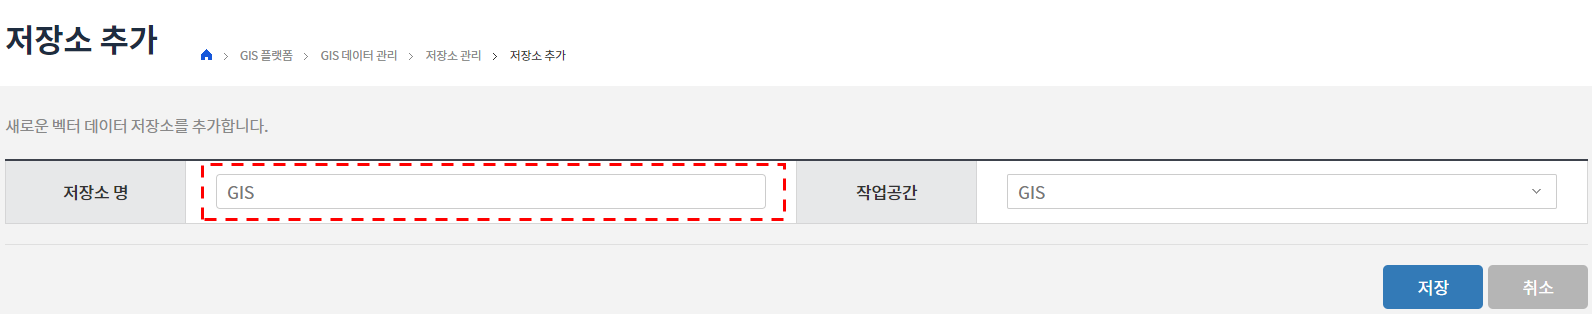 저장소 추가
GIS 플랫폼 > GIS 데이터 관리 > 저장소 관리 > 저장소 추가
새로운 벡터 데이터 저장소를 추가합니다.
저장소 명 GIS 작업공간 GIS
저장 취소